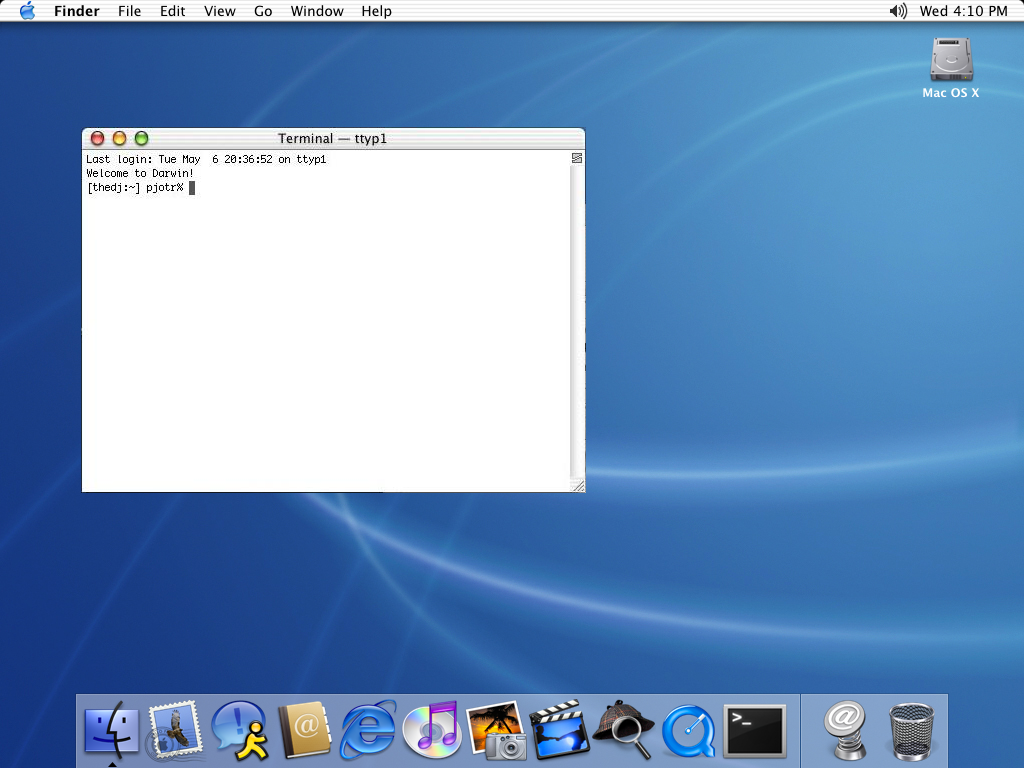 Finder File Edit View Go Window Help Wed 4:10 PM
Mac OS X
Terminal — ttyp1
Last login: Tue May  6 20:36:52 on ttyp1
Welcome to Darwin!
[thedj:~] pjotr%
@
>_
@